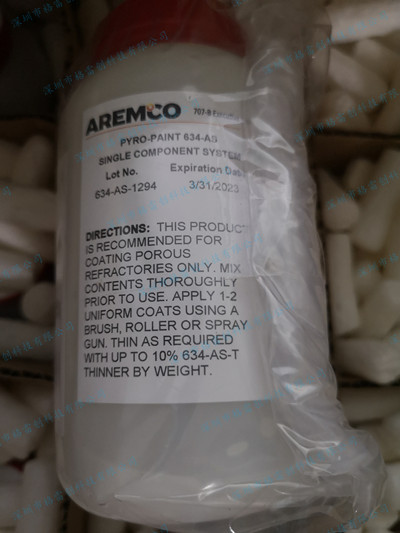 AREMCO
PYRO-PAINT 634-AS
SINGLE COMPONENT SYSTEM
Lot No. Expiration Date
634-AS-1294 3/31/2023
DIRECTIONS: THIS PRODUCT
IS RECOMMENDED FOR
COATING POROUS
REFRACTORIES ONLY. MIX
CONTENTS THOROUGHLY
PRIOR TO USE. APPLY 1-2
UNIFORM COATS USING A
BRUSH, ROLLER OR SPRAY
GUN. THIN AS REQUIRED
WITH UP TO 10% 634-AS-T
THINNER BY WEIGHT.